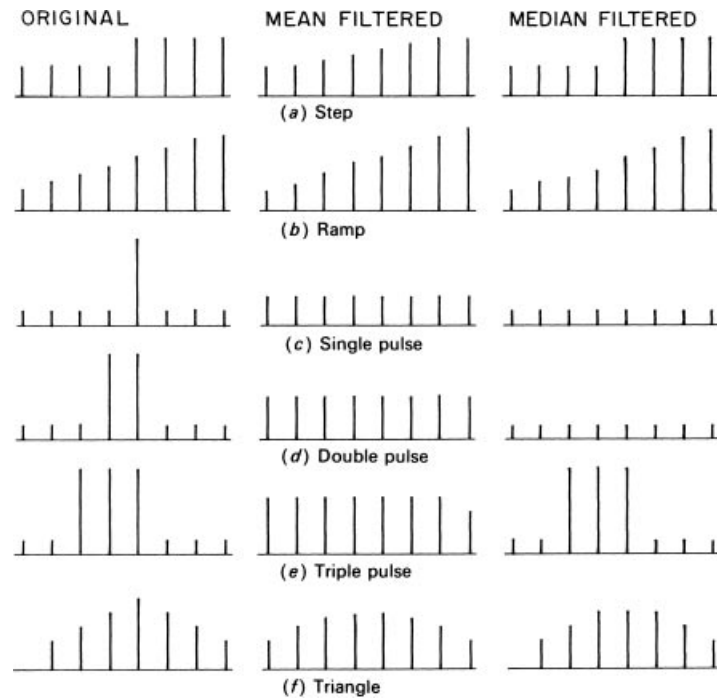 ORIGINAL MEAN FILTERED MEDIAN FILTERED
(a) Step
(b) Ramp
(c) Single pulse
(d) Double pulse
(e) Triple pulse
(f) Triangle